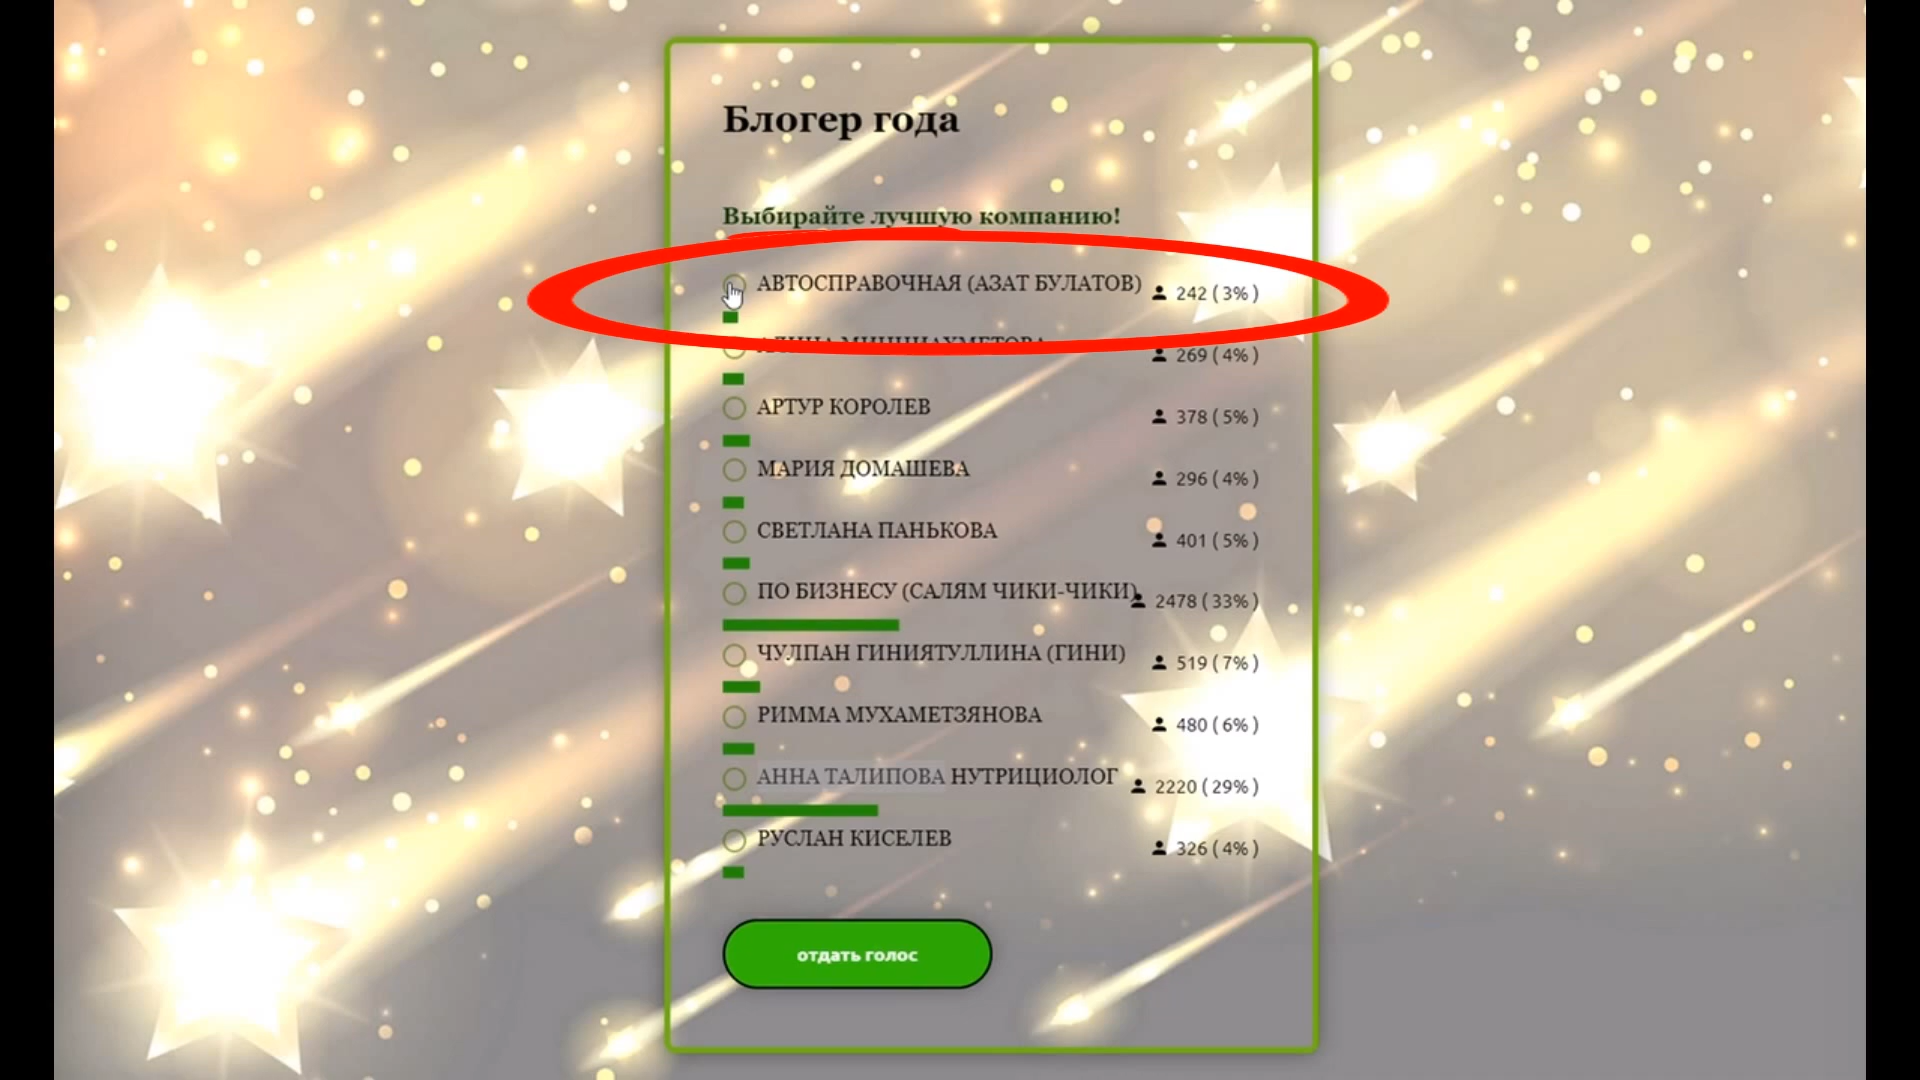 Блогер года
Выбирайте лучшую компанию!
АВТОСПРАВОЧНАЯ (АЗАТ БУЛАТОВ) 242 ( 3% )
269 ( 4% )
АРТУР КОРОЛЕВ 378 ( 5% )
МАРИЯ ДОМАШЕВА 296 ( 4% )
СВЕТЛАНА ПАНЬКОВА 401 ( 5% )
ПО БИЗНЕСУ (САЛЯМ ЧИКИ-ЧИКИ) 2478 ( 33% )
ЧУЛПАН ГИНИЯТУЛЛИНА (ГИНИ) 519 ( 7% )
РИММА МУХАМЕТЗЯНОВА 480 ( 6% )
АННА ТАЛИПОВА НУТРИЦИОЛОГ 2220 ( 29% )
РУСЛАН КИСЕЛЕВ 326 ( 4% )
отдать голос